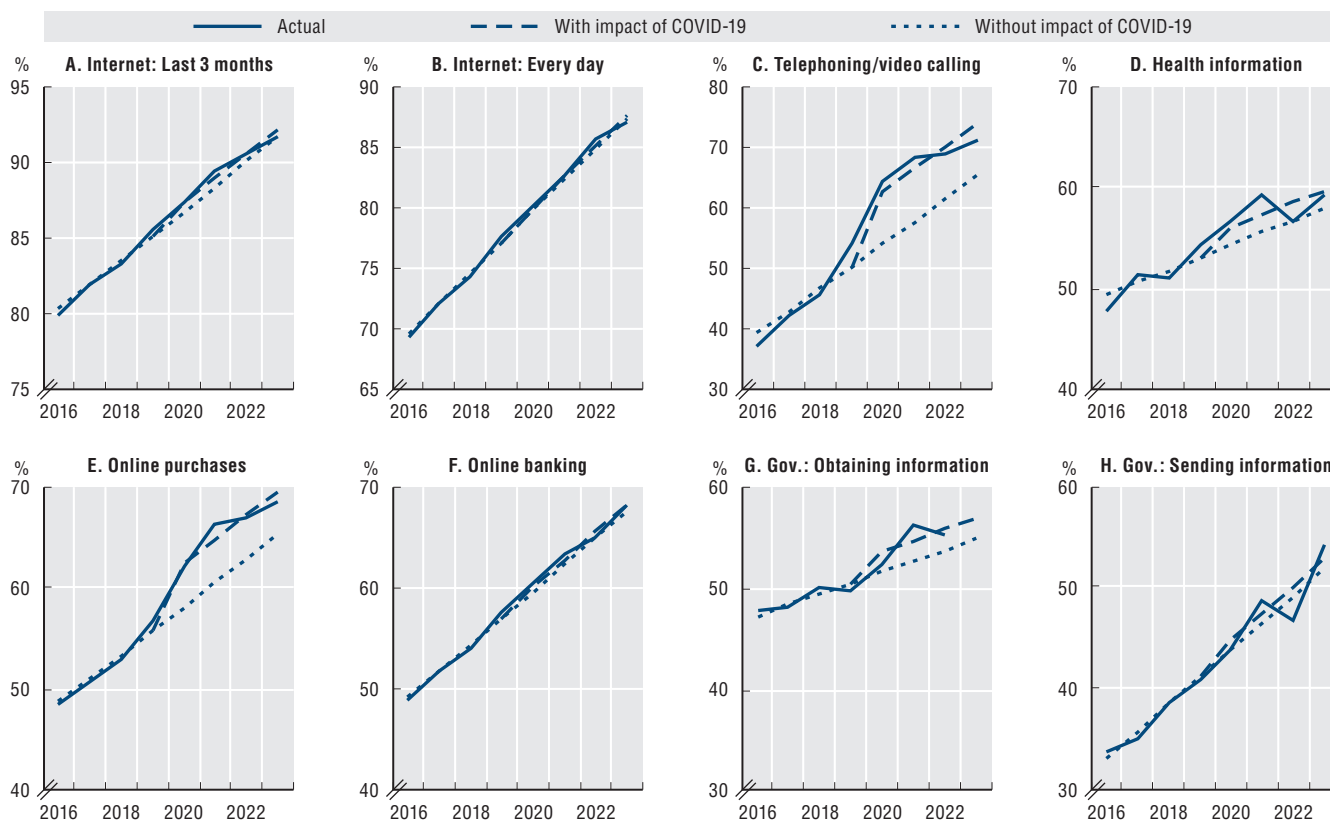 Actual With impact of COVID-19 Without impact of COVID-19
% A. Internet: Last 3 months % B. Internet: Every day % C. Telephoning/video calling % D. Health information
95 90 80 70
90 85 70 60
85 80 60 50
80 75 50 40
75 70 40
65 30
2016 2018 2020 2022 2016 2018 2020 2022 2016 2018 2020 2022 2016 2018 2020 2022
% E. Online purchases % F. Online banking % G. Gov.: Obtaining information % H. Gov.: Sending information
70 70 60 60
60 60 50 50
50 50 40 40
40 40 30 30
2016 2018 2020 2022 2016 2018 2020 2022 2016 2018 2020 2022 2016 2018 2020 2022